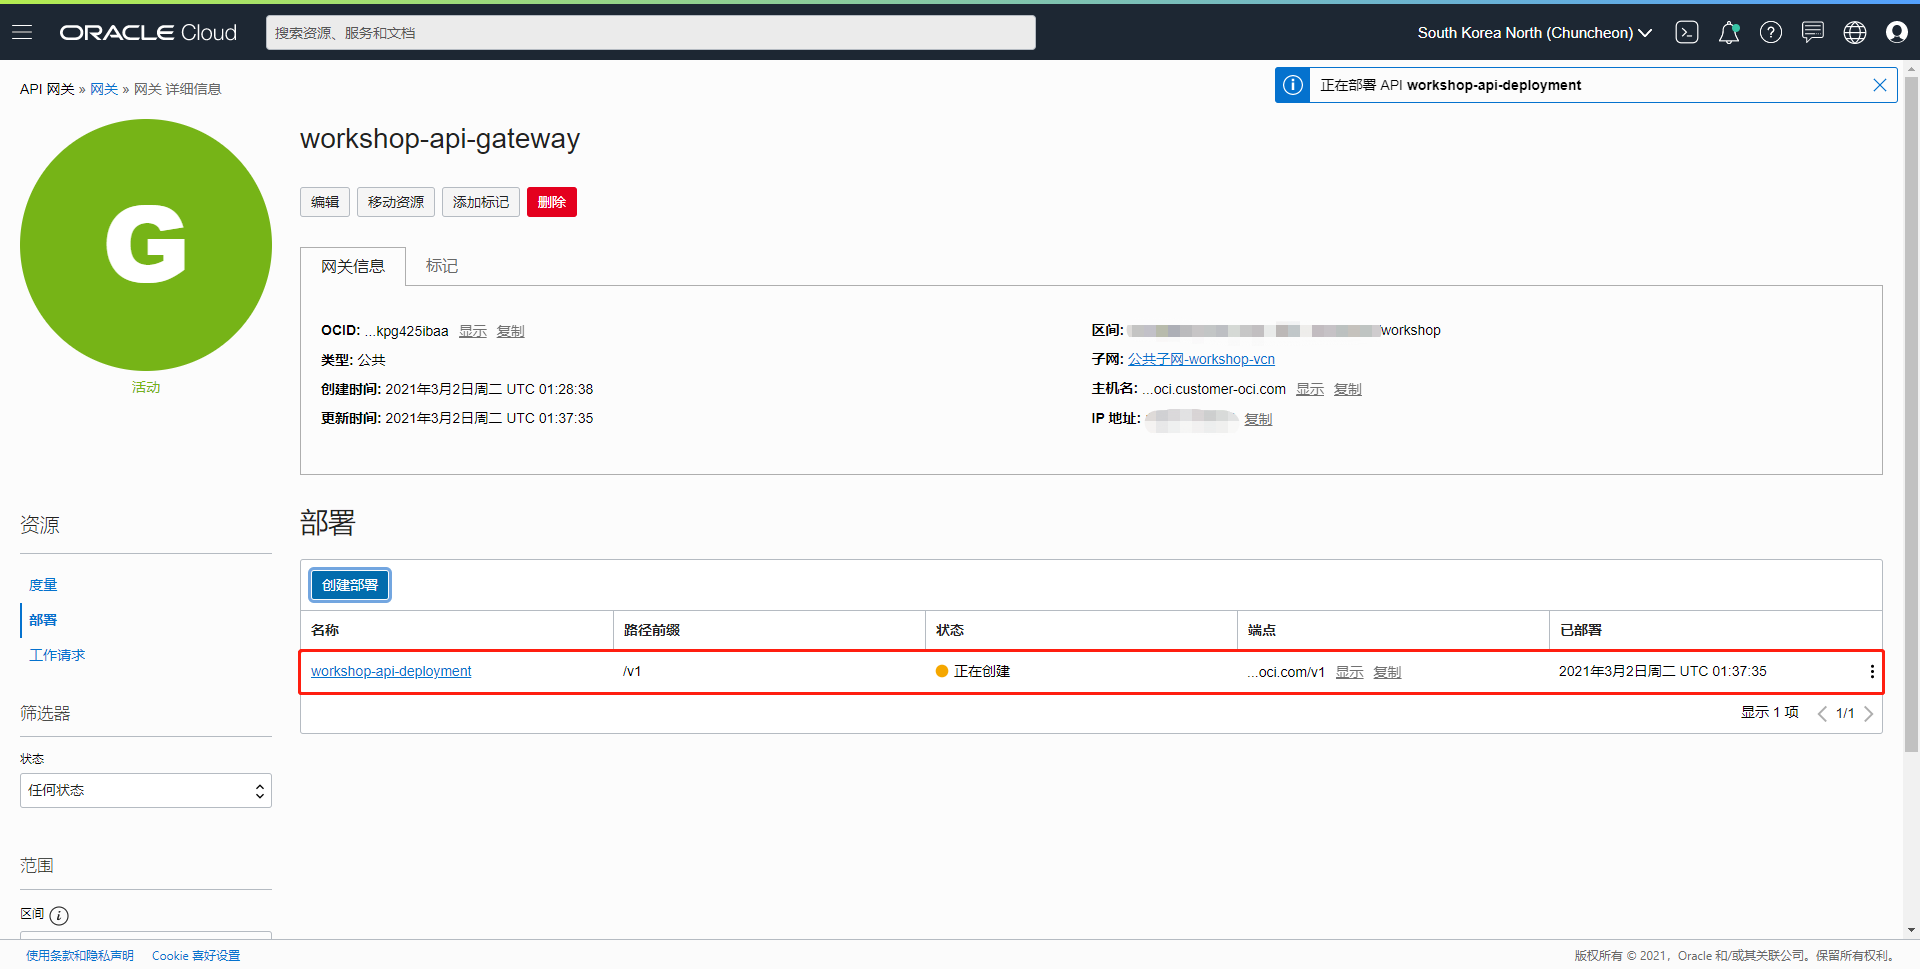 ORACLE Cloud
搜索资源、服务和文档
South Korea North (Chuncheon)
API 网关 » 网关 » 网关 详细信息
正在部署 API workshop-api-deployment
G
活动
workshop-api-gateway
编辑 移动资源 添加标记 删除
网关信息 标记
OCID: ...kpg425ibaa 显示 复制
类型: 公共
创建时间: 2021年3月2日周二 UTC 01:28:38
更新时间: 2021年3月2日周二 UTC 01:37:35
区间: /workshop
子网: 公共子网-workshop-vcn
主机名: ...oci.customer-oci.com 显示 复制
IP 地址: 复制
资源
度量
部署
工作请求
部署
创建部署
名称 路径前缀 状态 端点 已部署
workshop-api-deployment /v1 正在创建 ...oci.com/v1 显示 复制 2021年3月2日周二 UTC 01:37:35
显示 1 项 1/1
筛选器
状态
任何状态
范围
区间
使用条款和隐私声明 Cookie 喜好设置
版权所有 © 2021，Oracle 和/或其关联公司。保留所有权利。